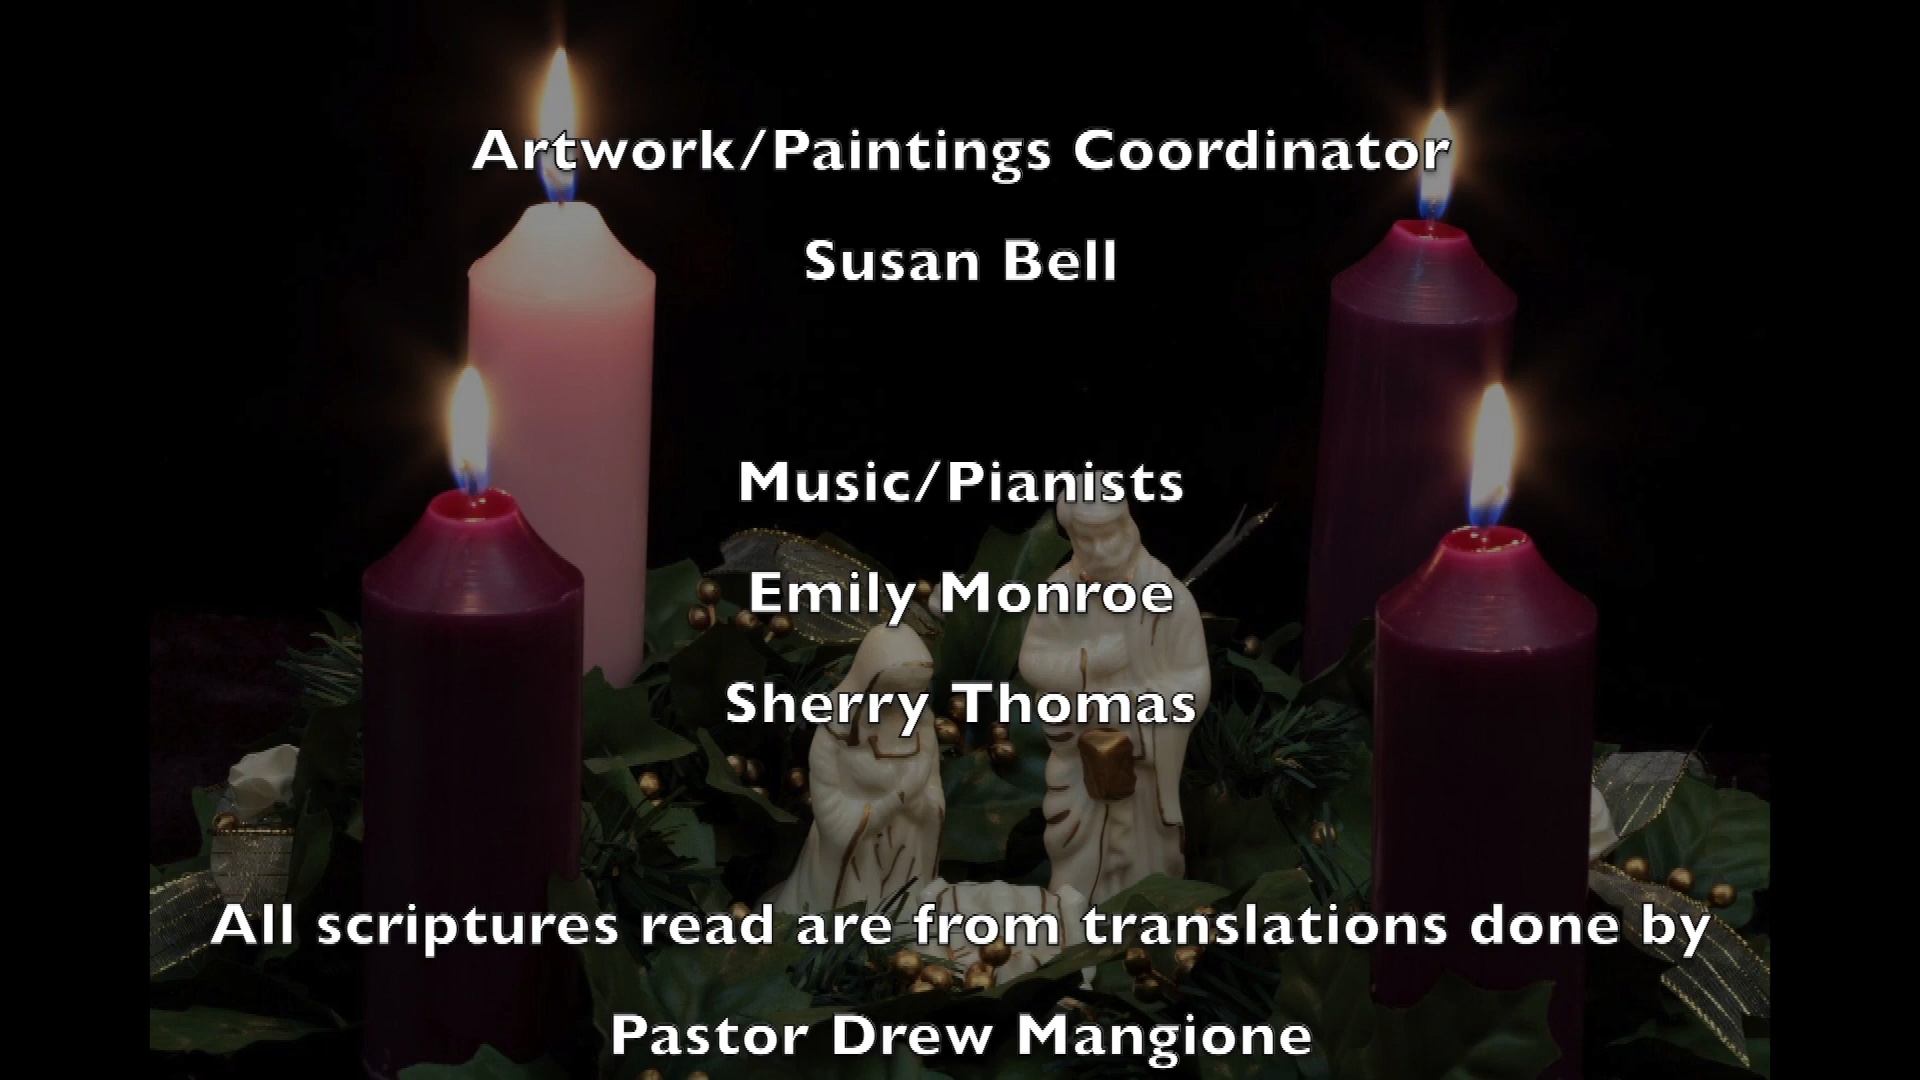 Artwork/Paintings Coordinator
Susan Bell
Music/Pianists
Emily Monroe
Sherry Thomas
All scriptures read are from translations done by
Pastor Drew Mangione